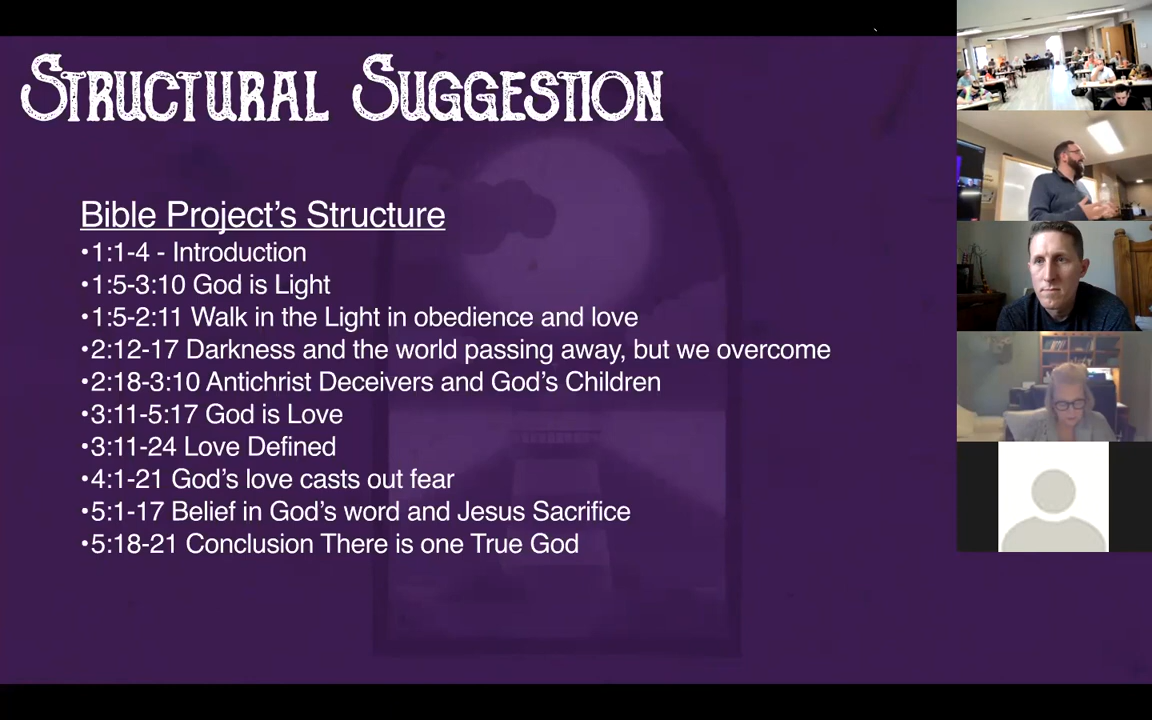 Structural Suggestion
Bible Project's Structure
•1:1-4 - Introduction
•1:5-3:10 God is Light
•1:5-2:11 Walk in the Light in obedience and love
•2:12-17 Darkness and the world passing away, but we overcome
•2:18-3:10 Antichrist Deceivers and God's Children
•3:11-5:17 God is Love
•3:11-24 Love Defined
•4:1-21 God's love casts out fear
•5:1-17 Belief in God's word and Jesus Sacrifice
•5:18-21 Conclusion There is one True God